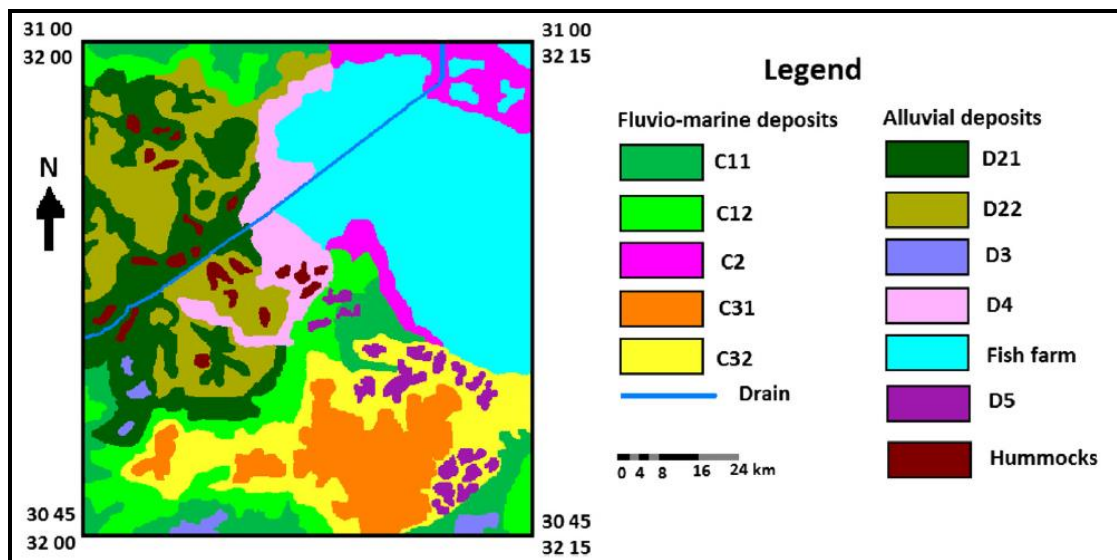 31 00
32 00
31 00
32 15
N
30 45
32 00
30 45
32 15
Legend
Fluvio-marine deposits
C11
C12
C2
C31
C32
Drain
0 4 8 16 24 km
Alluvial deposits
D21
D22
D3
D4
Fish farm
D5
Hummocks